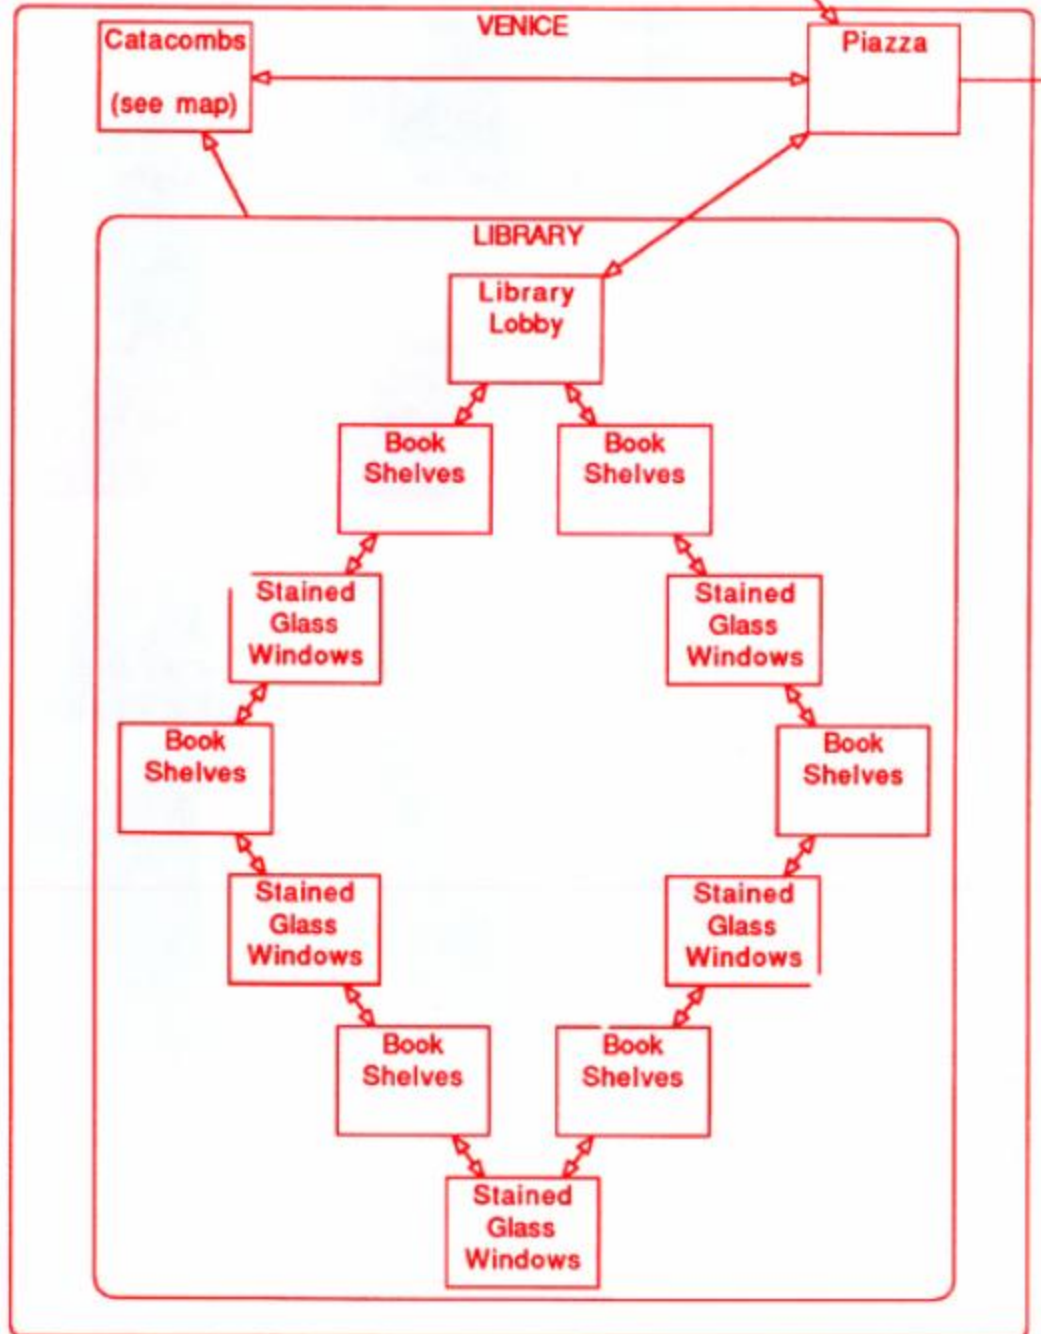 VENICE
Catacombs
(see map)
Piazza
LIBRARY
Library
Lobby
Book
Shelves
Book
Shelves
Stained
Glass
Windows
Stained
Glass
Windows
Book
Shelves
Book
Shelves
Stained
Glass
Windows
Stained
Glass
Windows
Book
Shelves
Book
Shelves
Stained
Glass
Windows